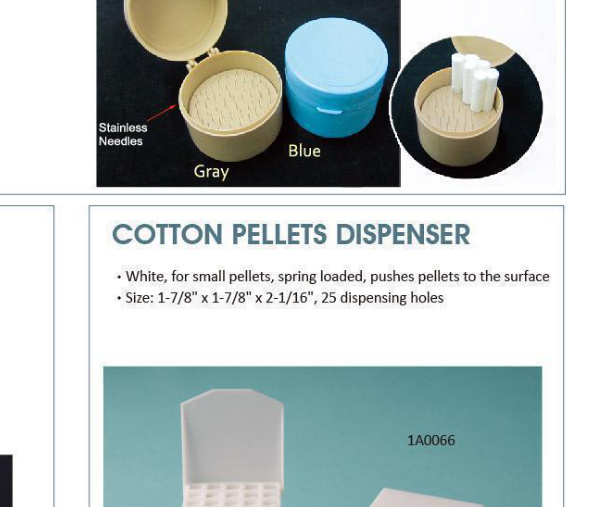 Stainless
Needles
Gray
Blue
COTTON PELLETS DISPENSER
• White, for small pellets, spring loaded, pushes pellets to the surface
• Size: 1-7/8" x 1-7/8" x 2-1/16", 25 dispensing holes
1A0066